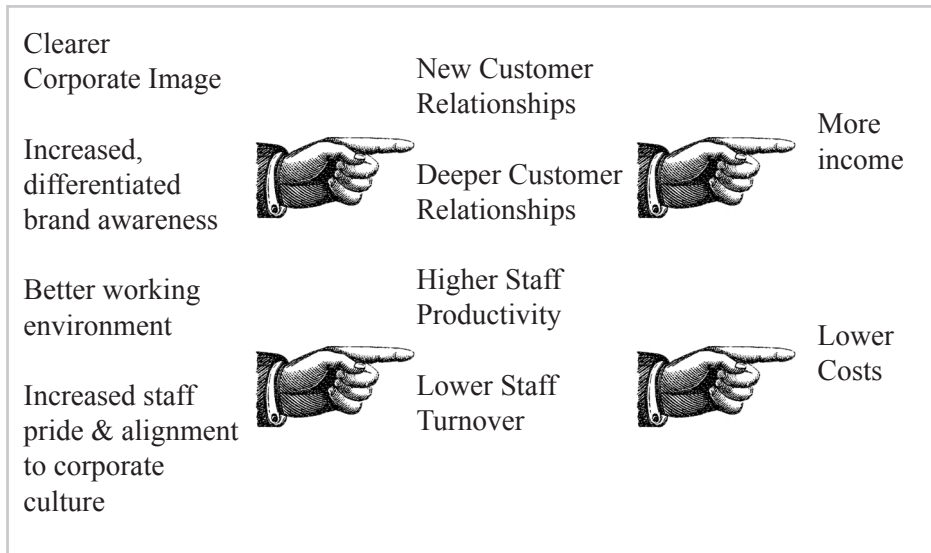 Clearer
Corporate Image
Increased,
differentiated
brand awareness
Better working
environment
Increased staff
pride & alignment
to corporate
culture
New Customer
Relationships
Deeper Customer
Relationships
Higher Staff
Productivity
Lower Staff
Turnover
More
income
Lower
Costs